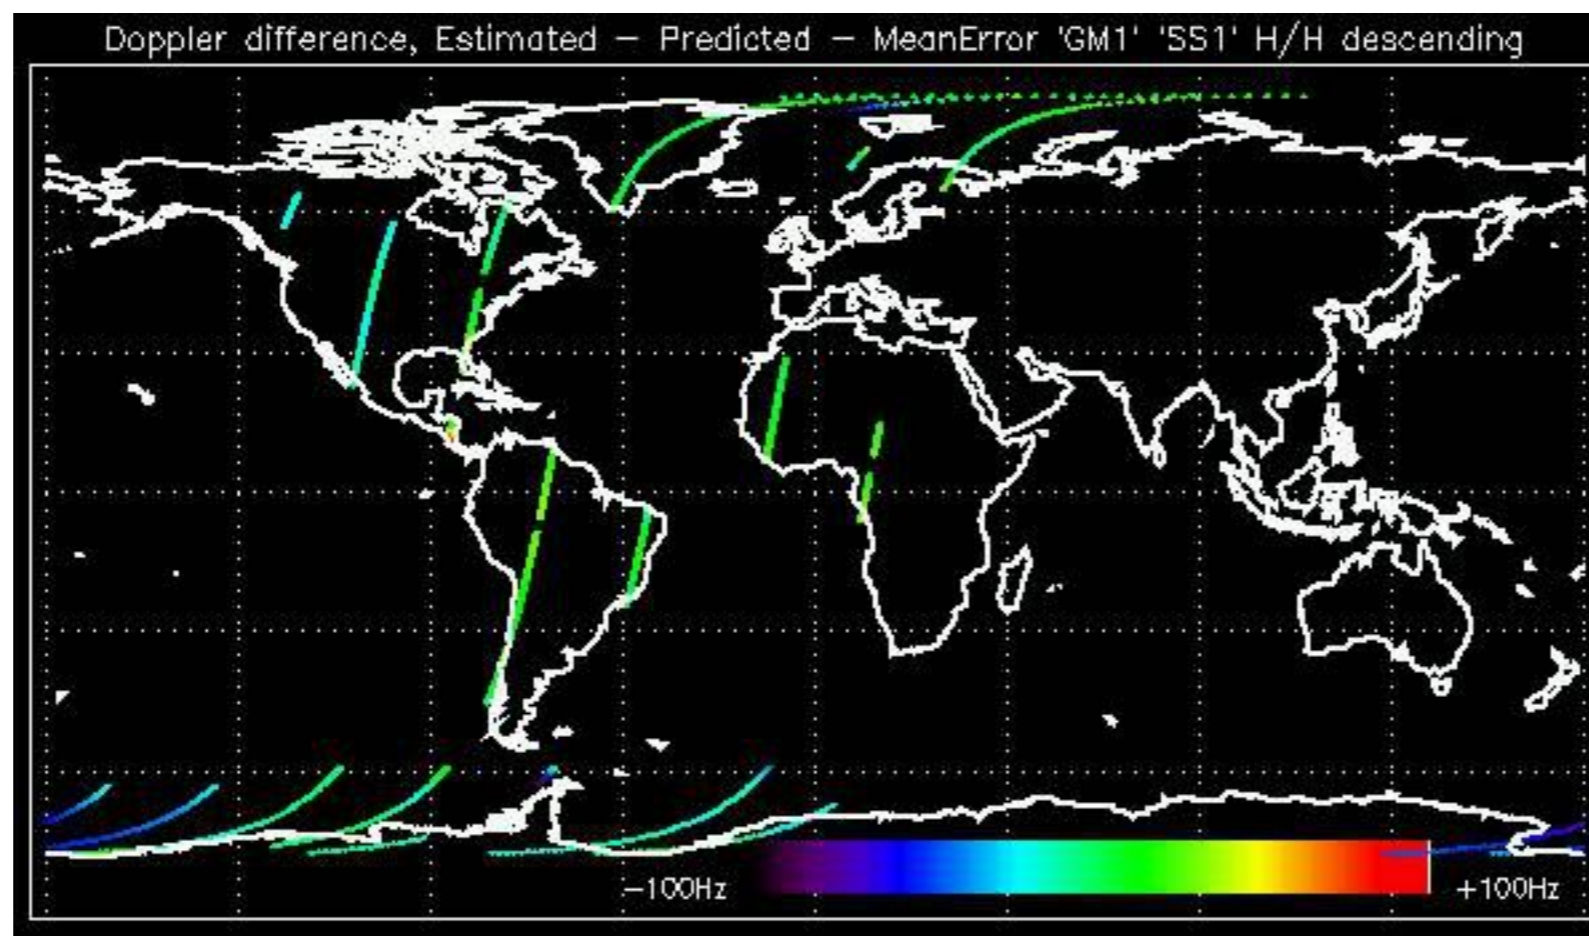 Doppler difference, Estimated – Predicted – MeanError 'GM1' 'SS1' H/H descending
–100Hz +100Hz